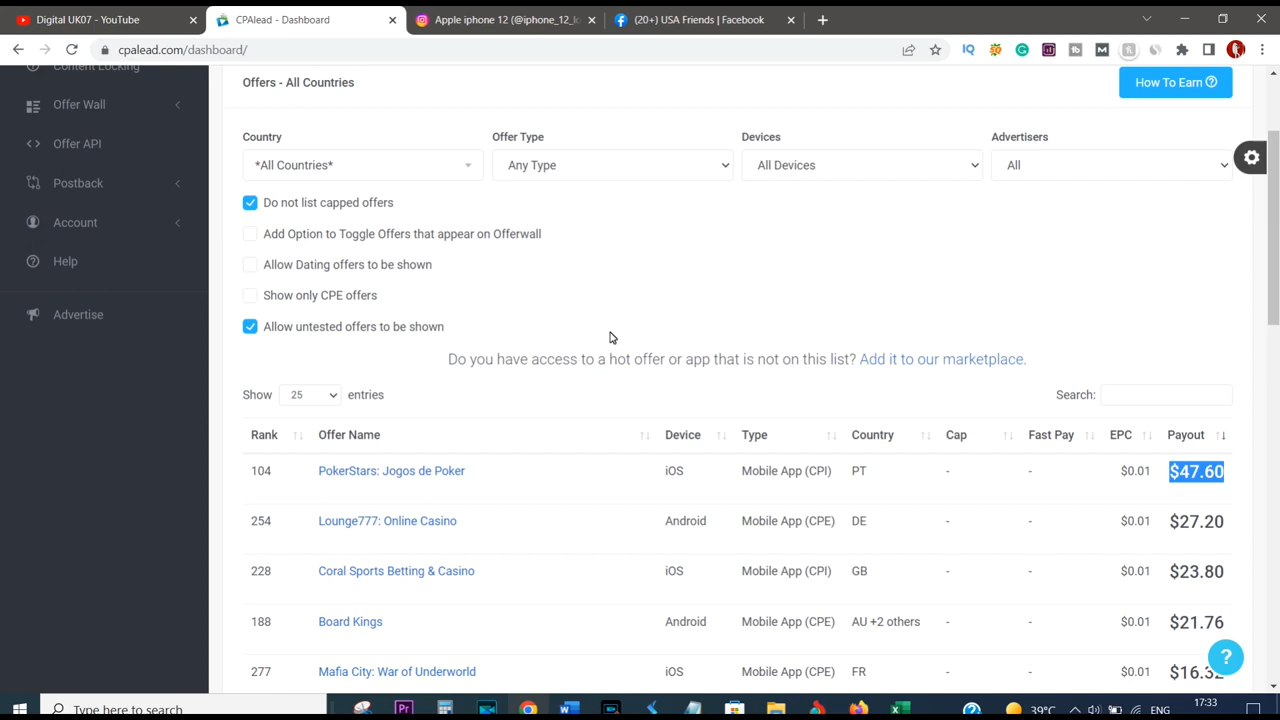 Digital UK07 - YouTube
CPAlead - Dashboard
Apple iphone 12 (@iphone_12_lo
(20+) USA Friends | Facebook
cpalead.com/dashboard/
Content Locking
Offer Wall
Offer API
Postback
Account
Help
Advertise
Offers - All Countries
How To Earn
Country
Offer Type
Devices
Advertisers
*All Countries*
Any Type
All Devices
All
Do not list capped offers
Add Option to Toggle Offers that appear on Offerwall
Allow Dating offers to be shown
Show only CPE offers
Allow untested offers to be shown
Do you have access to a hot offer or app that is not on this list? Add it to our marketplace.
Show 25 entries
Search:
Rank Offer Name Device Type Country Cap Fast Pay EPC Payout
104 PokerStars: Jogos de Poker iOS Mobile App (CPI) PT - - $0.01 $47.60
254 Lounge777: Online Casino Android Mobile App (CPE) DE - - $0.01 $27.20
228 Coral Sports Betting & Casino iOS Mobile App (CPI) GB - - $0.01 $23.80
188 Board Kings Android Mobile App (CPE) AU +2 others - - $0.01 $21.76
277 Mafia City: War of Underworld iOS Mobile App (CPE) FR - - $0.01 $16.32
?
Type here to search
Pr
39°C
ENG
17:33